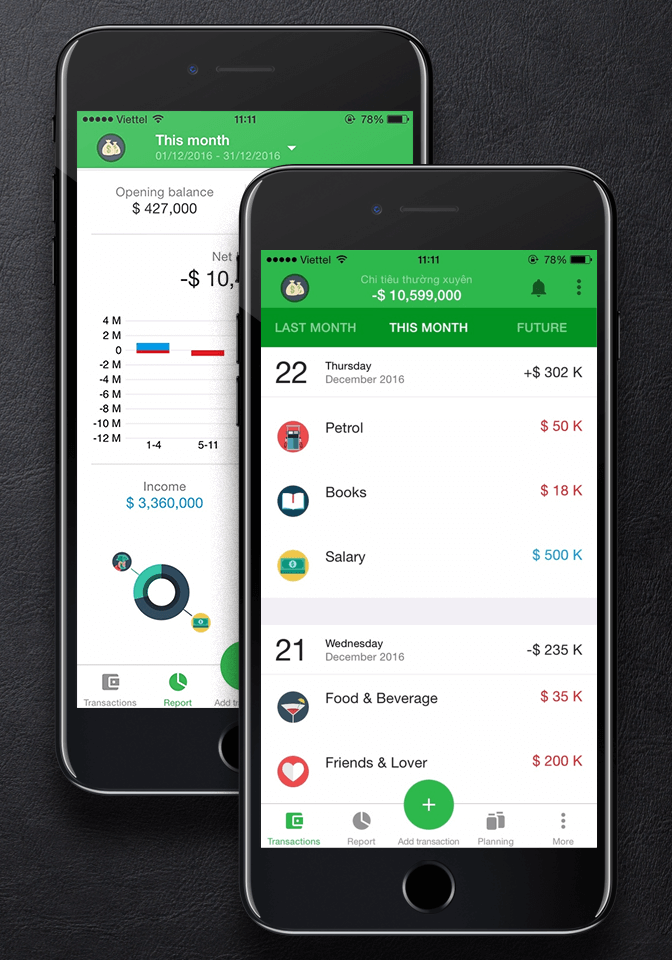 Viettel 11:11 78%
This month
01/12/2016 - 31/12/2016
Opening balance
$ 427,000
Net
-$ 10,
4 M
2 M
0
-2 M
-4 M
-6 M
-8 M
-10 M
-12 M
1-4 5-11
Income
$ 3,360,000
Transactions Report Add
Viettel 11:11 78%
Chi tiêu thường xuyên
-$ 10,599,000
LAST MONTH THIS MONTH FUTURE
22 Thursday
December 2016 +$ 302 K
Petrol $ 50 K
Books $ 18 K
Salary $ 500 K
21 Wednesday
December 2016 -$ 235 K
Food & Beverage $ 35 K
Friends & Lover $ 200 K
Transactions Report Add transaction Planning More